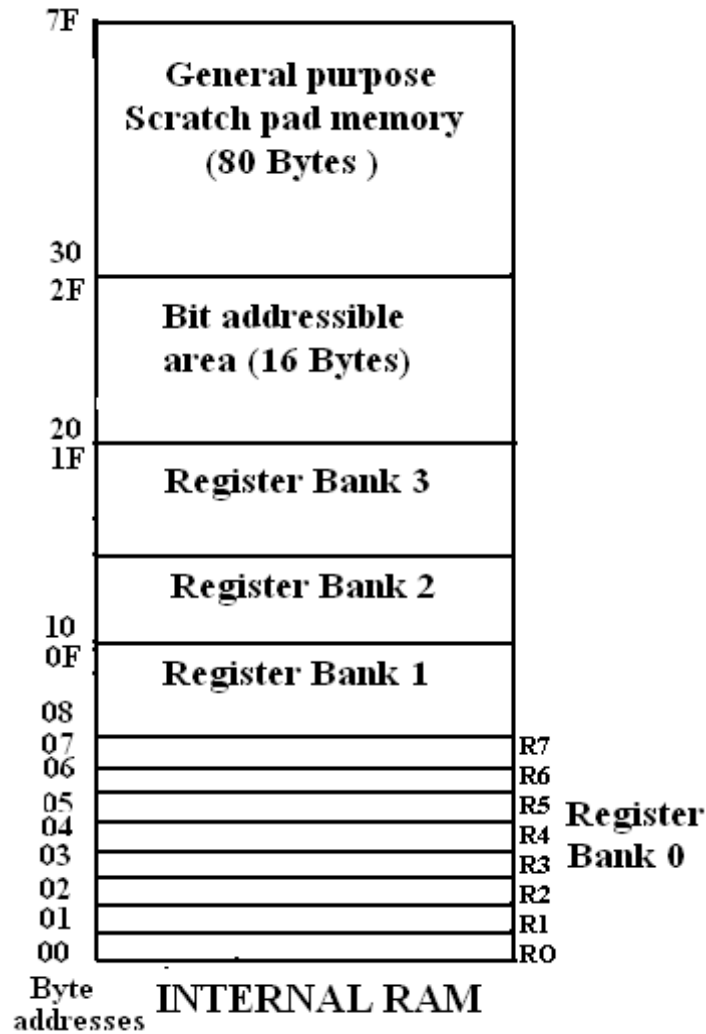 7F
General purpose
Scratch pad memory
(80 Bytes )
30
2F
Bit addressible
area (16 Bytes)
20
1F
Register Bank 3
Register Bank 2
10
0F
Register Bank 1
08
07
R7
06
R6
05
R5
Register
04
R4
Bank 0
03
R3
02
R2
01
R1
00
RO
Byte
addresses
INTERNAL RAM